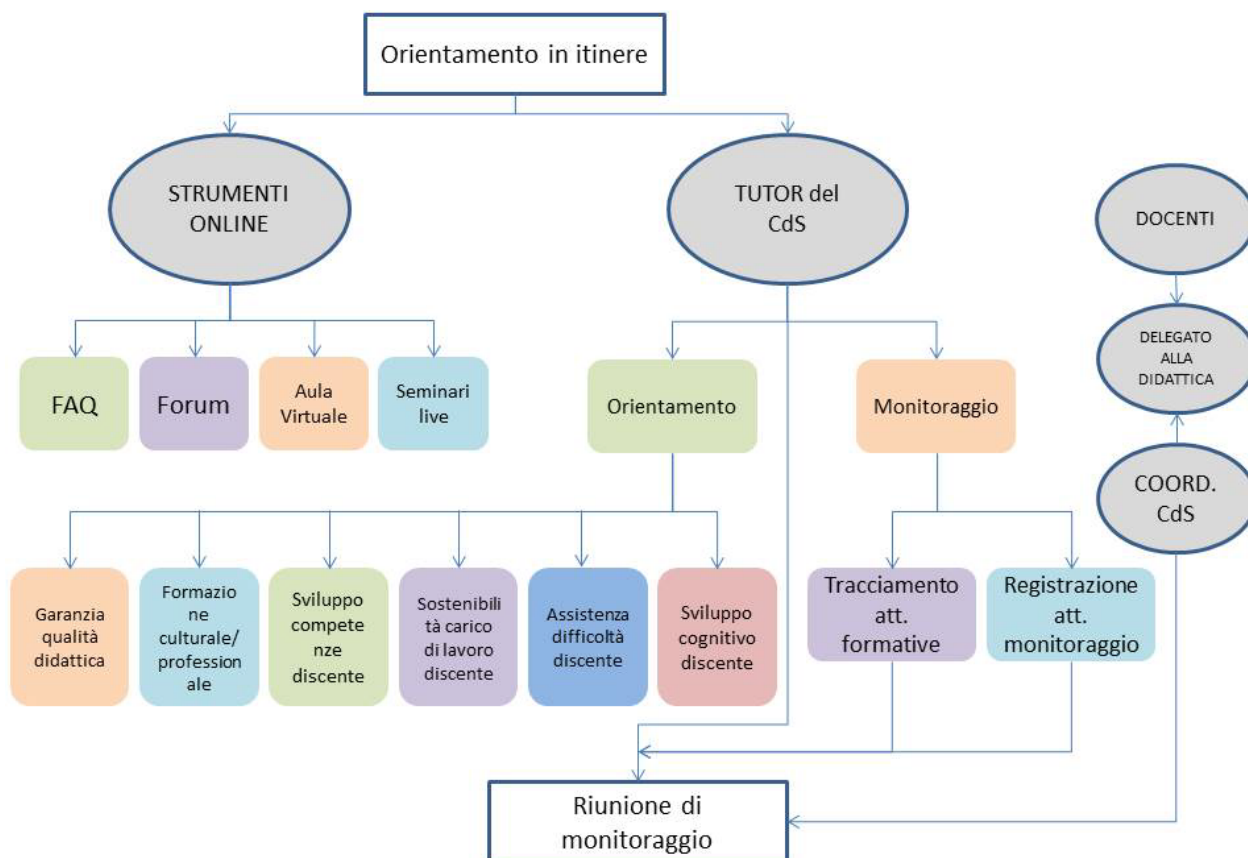 Orientamento in itinere
STRUMENTI
ONLINE
TUTOR del
CdS
DOCENTI
DELEGATO
ALLA
DIDATTICA
COORD.
CdS
FAQ
Forum
Aula
Virtuale
Seminari
live
Orientamento
Monitoraggio
Garanzia
qualità
didattica
Formazio
ne
culturale/
profession
ale
Sviluppo
compete
nze
discente
Sostenibili
tà carico
di lavoro
discente
Assistenza
difficoltà
discente
Sviluppo
cognitivo
discente
Tracciamento
att.
formative
Registrazione
att.
monitoraggio
Riunione di
monitoraggio